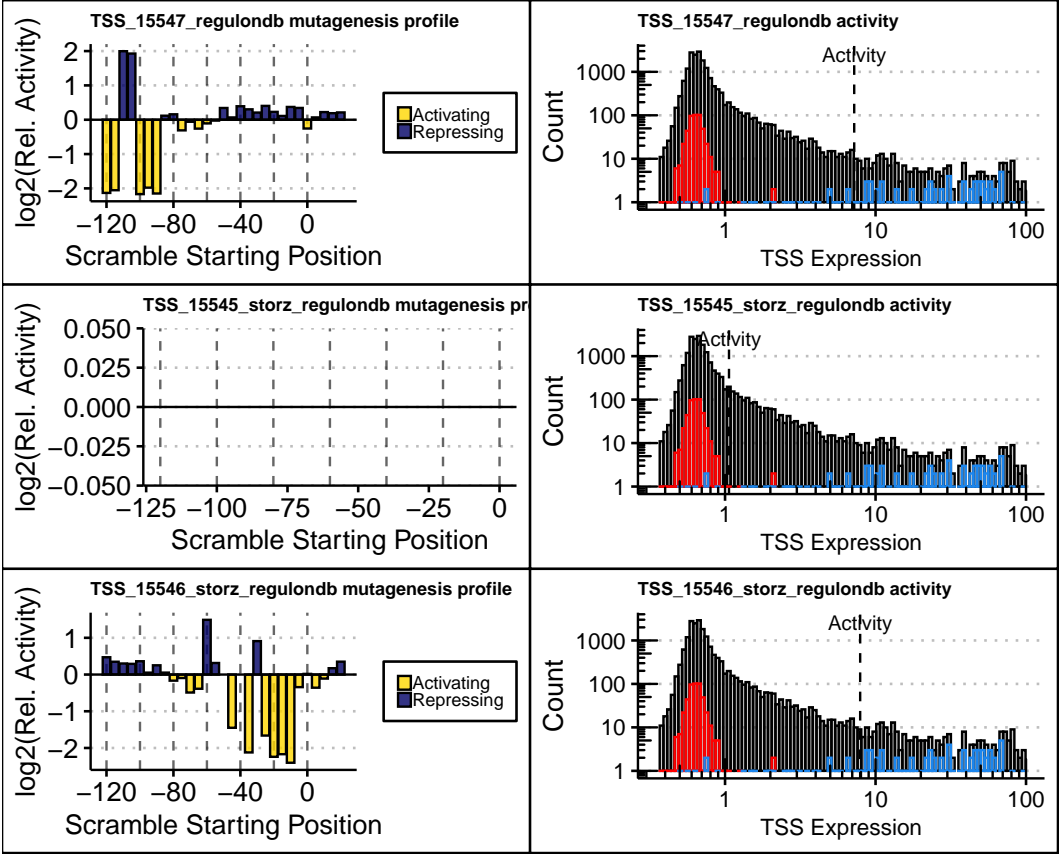 TSS_15547_regulondb mutagenesis profile
log2(Rel. Activity)
2
1
0
−1
−2
−120 −80 −40 0
Scramble Starting Position
Activating
Repressing
TSS_15547_regulondb activity
Activity
Count
1000
100
10
1
1 10 100
TSS Expression
TSS_15545_storz_regulondb mutagenesis pro
log2(Rel. Activity)
0.050
0.025
0.000
−0.025
−0.050
−125 −100 −75 −50 −25 0
Scramble Starting Position
TSS_15545_storz_regulondb activity
Activity
Count
1000
100
10
1
1 10 100
TSS Expression
TSS_15546_storz_regulondb mutagenesis profile
log2(Rel. Activity)
1
0
−1
−2
−120 −80 −40 0
Scramble Starting Position
Activating
Repressing
TSS_15546_storz_regulondb activity
Activity
Count
1000
100
10
1
1 10 100
TSS Expression